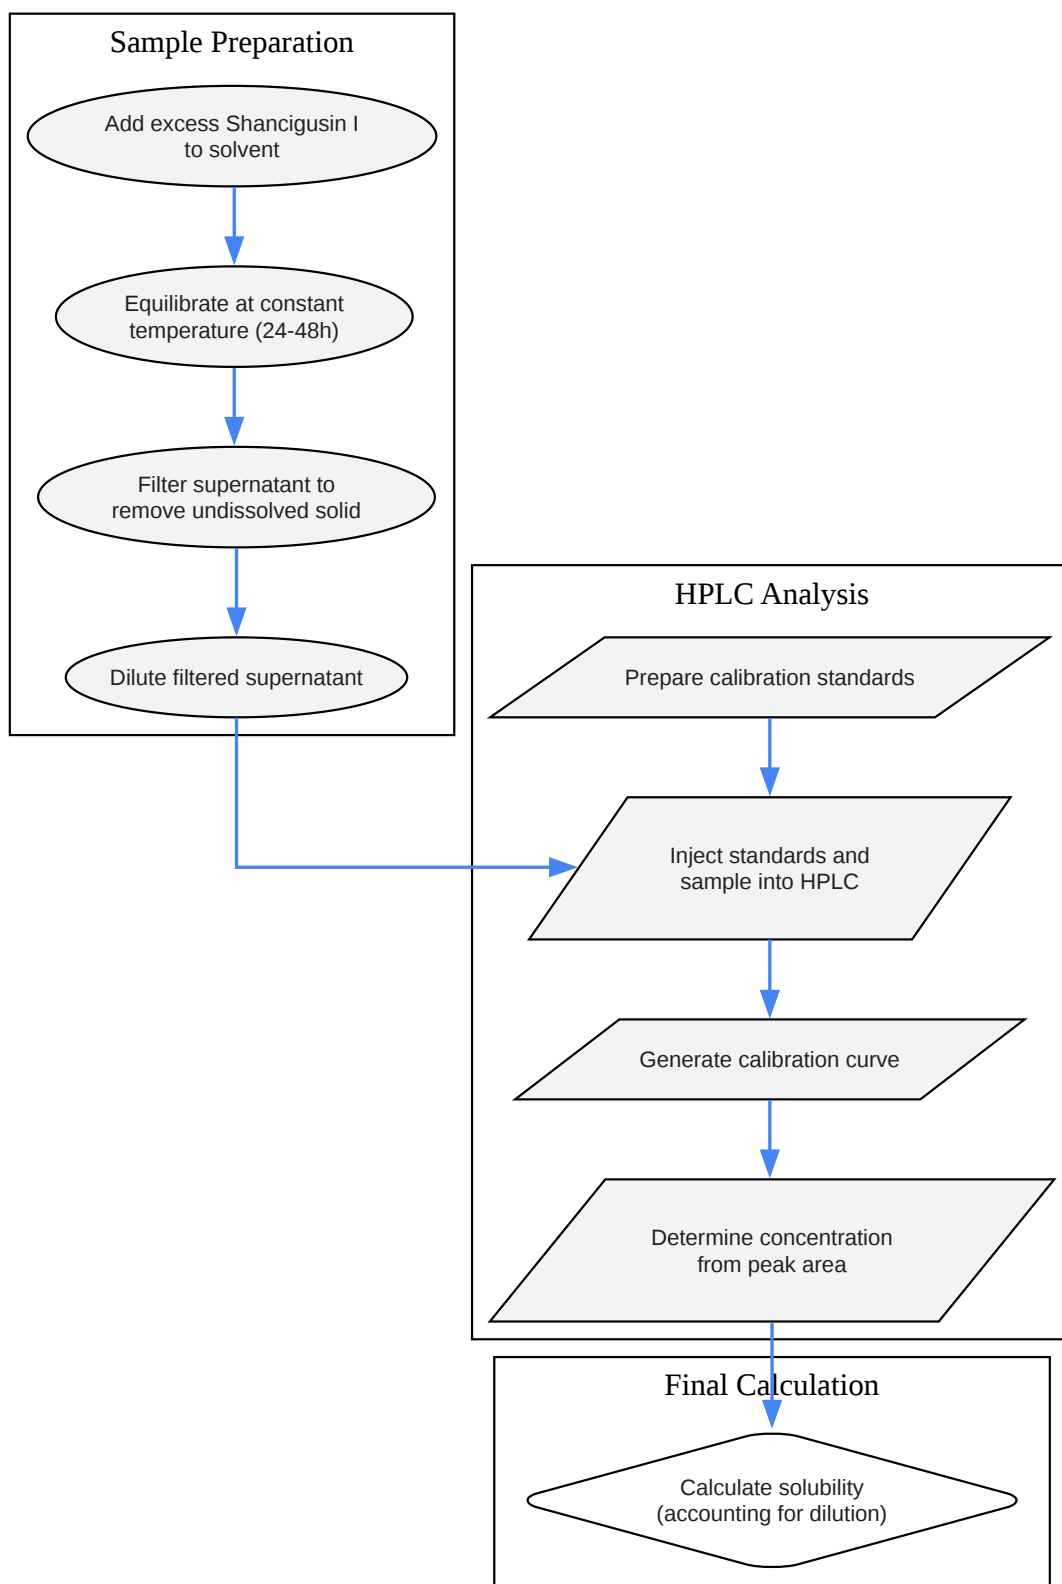 Sample Preparation
Add excess Shancigusin I
to solvent
Equilibrate at constant
temperature (24-48h)
Filter supernatant to
remove undissolved solid
Dilute filtered supernatant
HPLC Analysis
Prepare calibration standards
Inject standards and
sample into HPLC
Generate calibration curve
Determine concentration
from peak area
Final Calculation
Calculate solubility
(accounting for dilution)